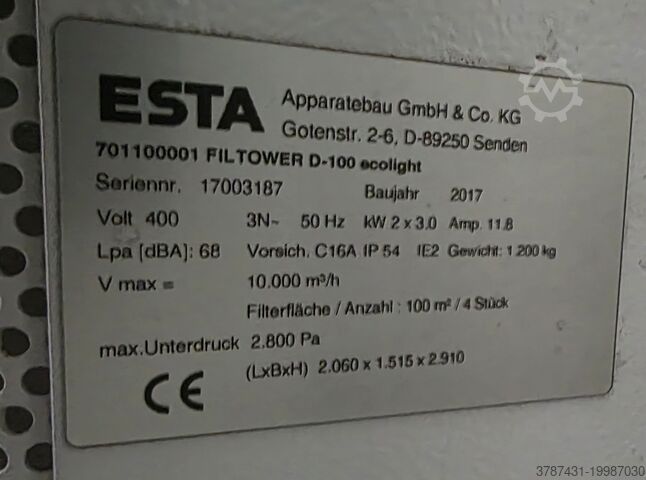 ESTA Apparatebau GmbH & Co. KG
Gotenstr. 2-6, D-89250 Senden
701100001 FILTOWER D-100 ecolight
Seriennr. 17003187 Baujahr 2017
Volt 400 3N~ 50 Hz kW 2 x 3.0 Amp. 11.8
Lpa [dBA]: 68 Vorsich. C16A IP 54 IE2 Gewicht: 1.200 kg
V max = 10.000 m³/h
Filterfläche / Anzahl : 100 m² / 4 Stück
max.Unterdruck 2.800 Pa
(LxBxH) 2.060 x 1.515 x 2.910
CE
3787431-19987030